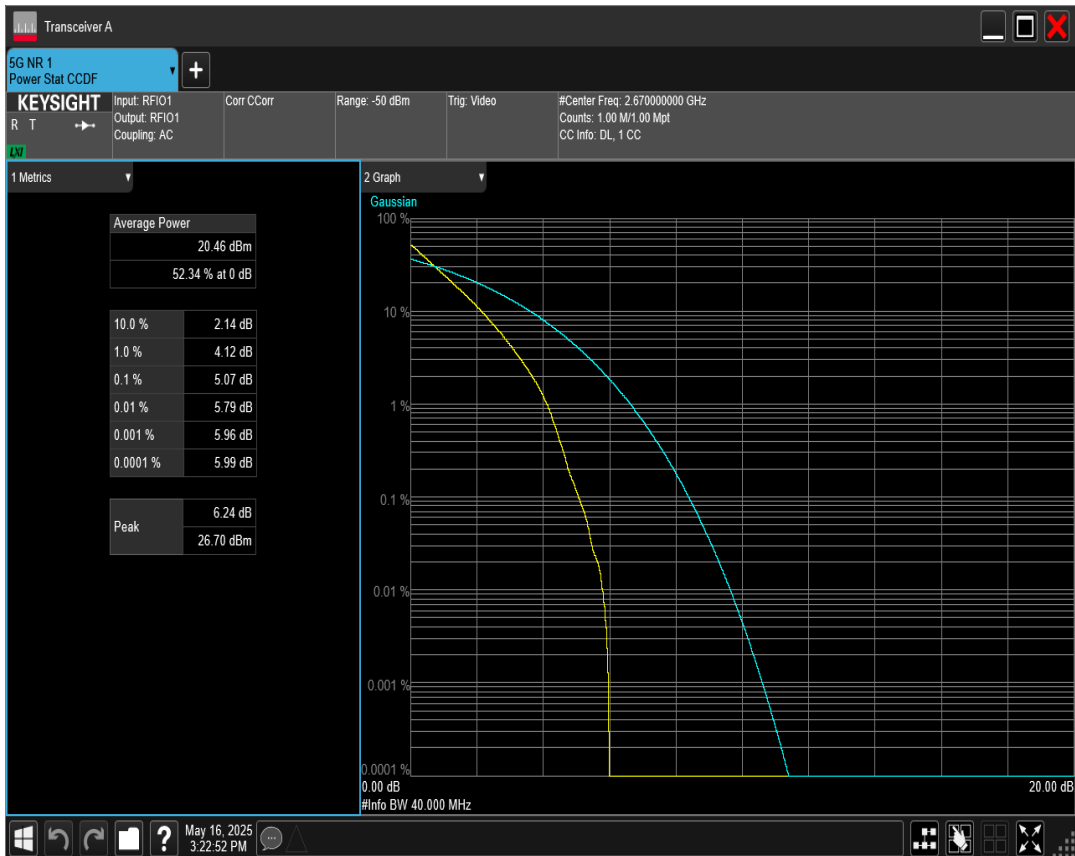 Transceiver A
5G NR 1
Power Stat CCDF
+
KEYSIGHT
R T
LXI
Input: RFIO1
Output: RFIO1
Coupling: AC
Corr CCorr
Range: -50 dBm
Trig: Video
#Center Freq: 2.670000000 GHz
Counts: 1.00 M/1.00 Mpt
CC Info: DL, 1 CC
1 Metrics
Average Power
20.46 dBm
52.34 % at 0 dB
10.0 % 2.14 dB
1.0 % 4.12 dB
0.1 % 5.07 dB
0.01 % 5.79 dB
0.001 % 5.96 dB
0.0001 % 5.99 dB
Peak
6.24 dB
26.70 dBm
2 Graph
Gaussian
100 %
10 %
1 %
0.1 %
0.01 %
0.001 %
0.0001 %
0.00 dB
20.00 dB
#Info BW 40.000 MHz
?
May 16, 2025
3:22:52 PM